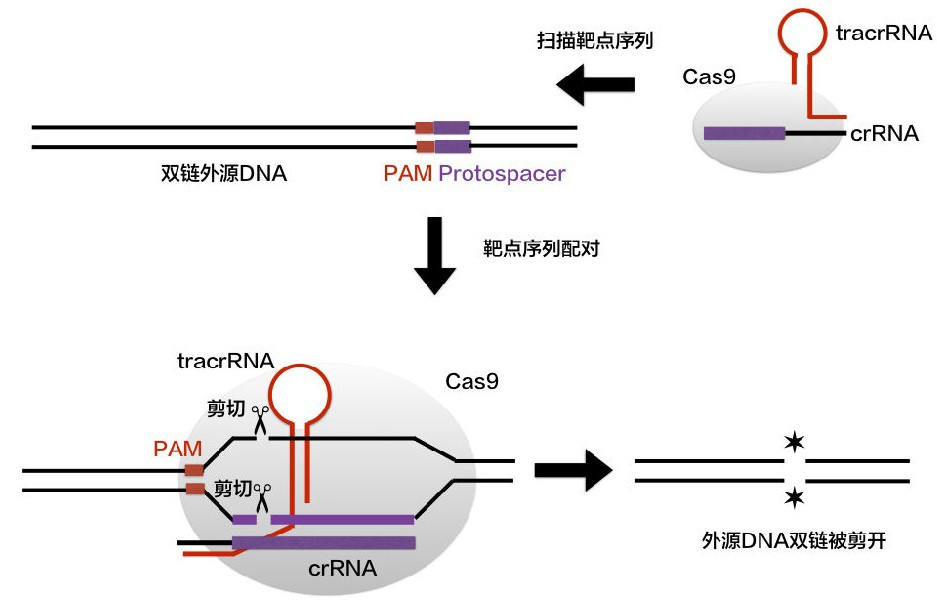 扫描靶点序列
tracrRNA
Cas9
crRNA
双链外源DNA
PAM Protospacer
靶点序列配对
tracrRNA
Cas9
剪切
PAM
剪切
外源DNA双链被剪开
crRNA